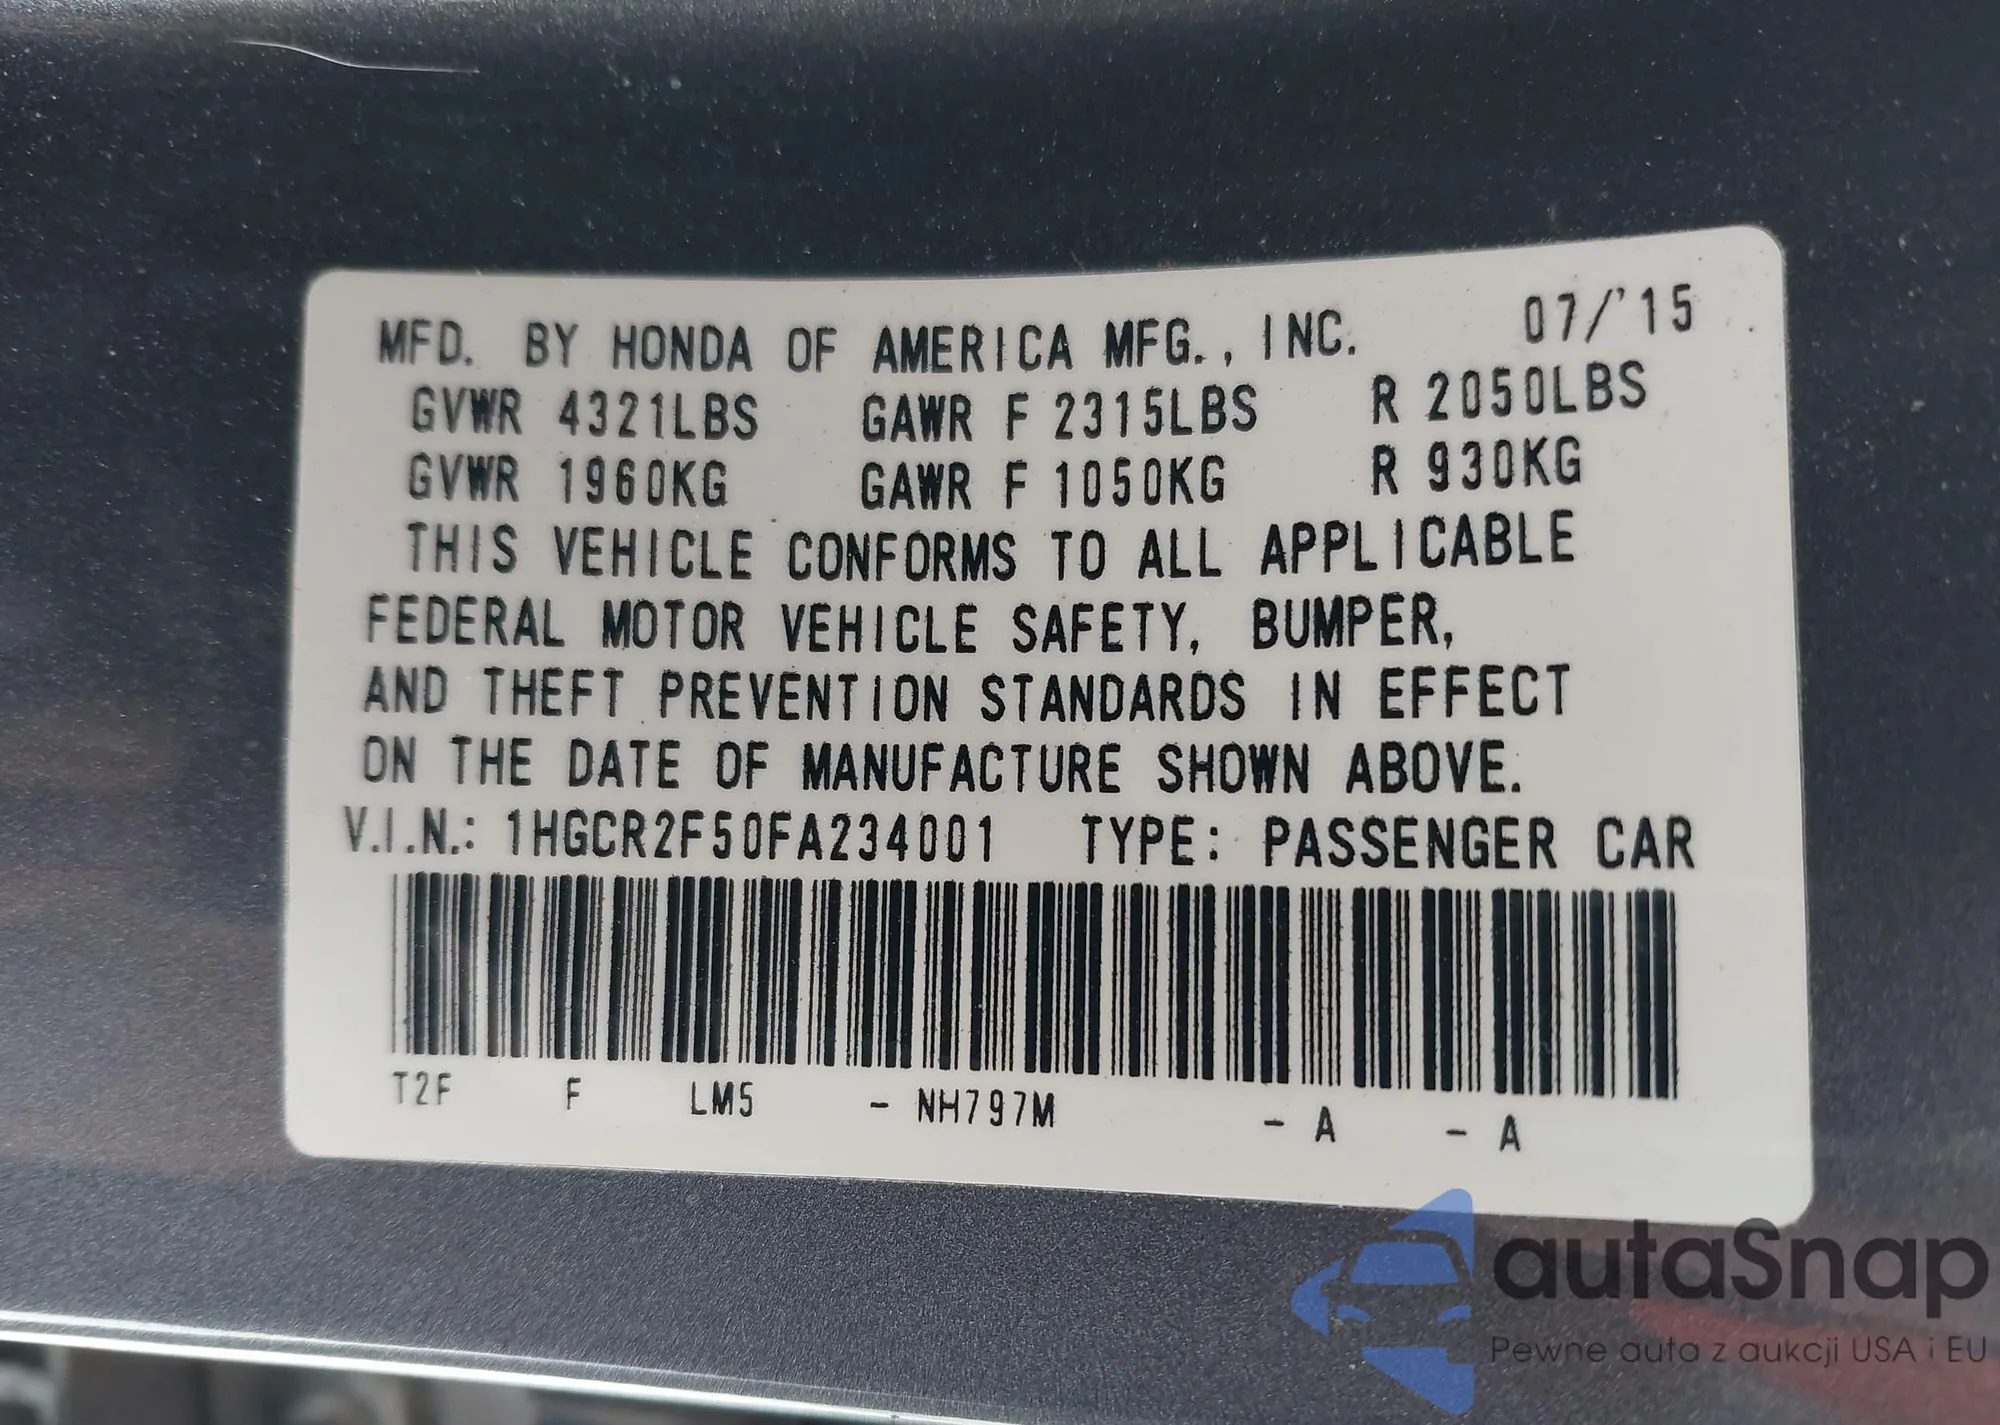 MFD. BY HONDA OF AMERICA MFG., INC. 07/'15
GVWR 4321LBS GAWR F 2315LBS R 2050LBS
GVWR 1960KG GAWR F 1050KG R 930KG
THIS VEHICLE CONFORMS TO ALL APPLICABLE
FEDERAL MOTOR VEHICLE SAFETY, BUMPER,
AND THEFT PREVENTION STANDARDS IN EFFECT
ON THE DATE OF MANUFACTURE SHOWN ABOVE.
V.I.N.: 1HGCR2F50FA234001 TYPE: PASSENGER CAR
T2F F LM5 - NH797M - A - A
autaSnap
Pewne auta z aukcji USA i EU